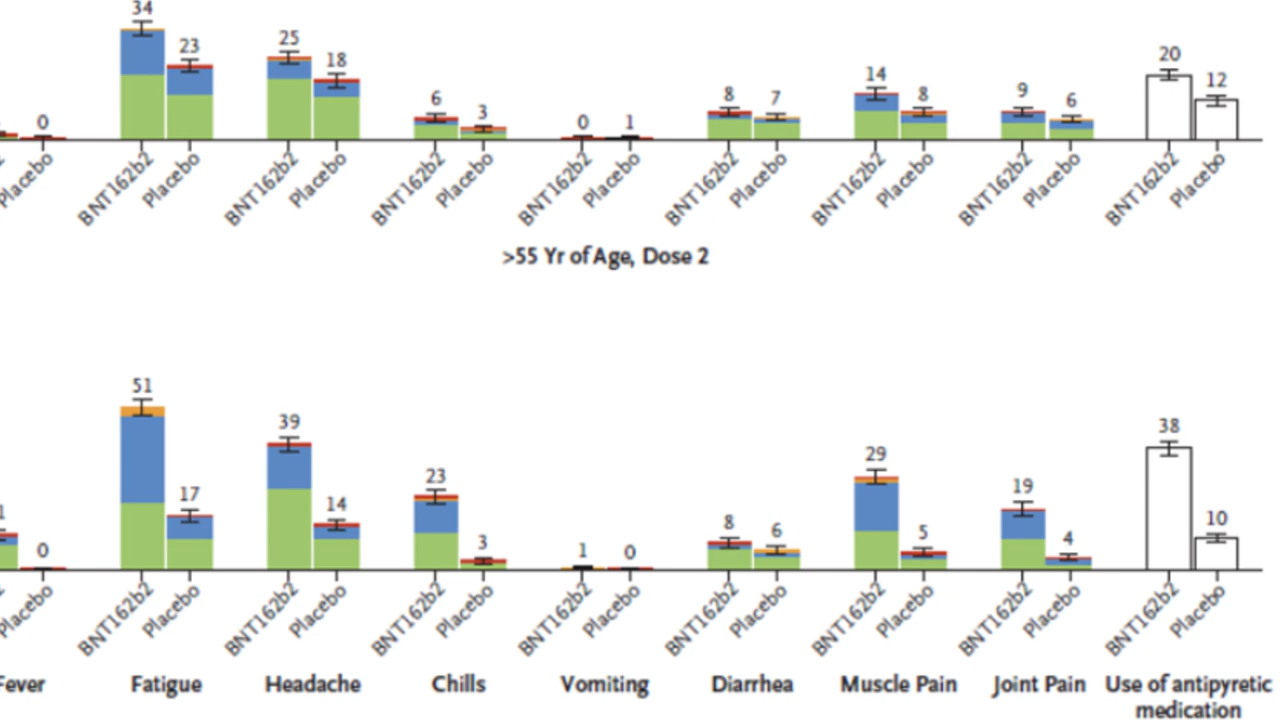 34
23
25
18
6
3
0
0
1
8
7
14
8
9
6
20
12
Placebo
BNT162b2
Placebo
BNT162b2
Placebo
BNT162b2
Placebo
BNT162b2
Placebo
BNT162b2
Placebo
BNT162b2
Placebo
BNT162b2
Placebo
BNT162b2
Placebo
>55 Yr of Age, Dose 2
51
17
39
14
23
3
1
0
1
0
8
6
29
5
19
4
38
10
Placebo
BNT162b2
Placebo
BNT162b2
Placebo
BNT162b2
Placebo
BNT162b2
Placebo
BNT162b2
Placebo
BNT162b2
Placebo
BNT162b2
Placebo
BNT162b2
Placebo
Fever Fatigue Headache Chills Vomiting Diarrhea Muscle Pain Joint Pain Use of antipyretic
medication